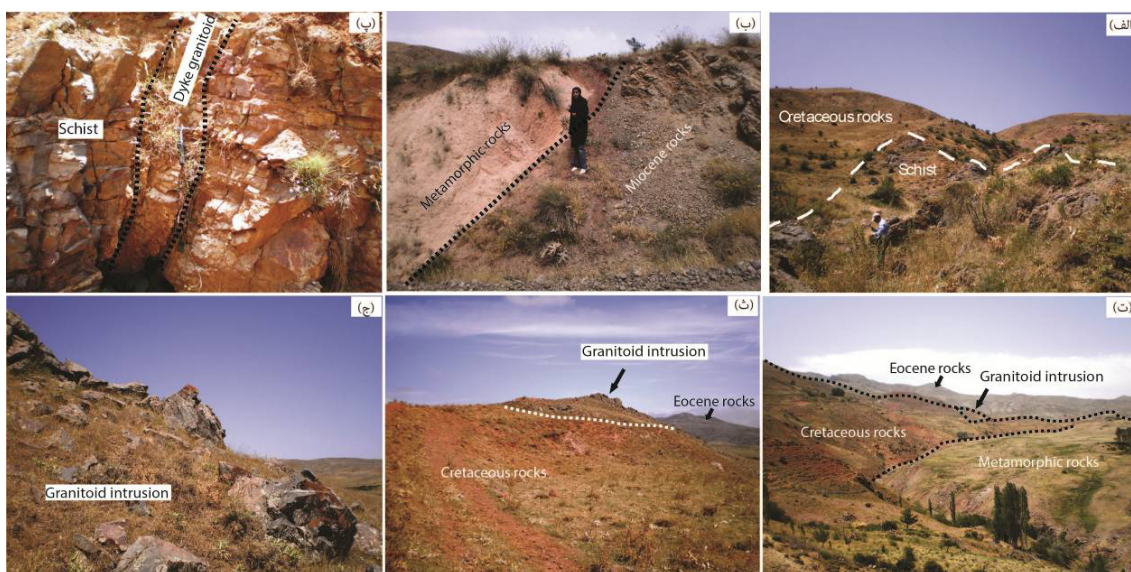 (الف)
Cretaceous rocks
Schist
(ب)
Metamorphic rocks
Miocene rocks
(پ)
Dyke granitoid
Schist
(ت)
Eocene rocks
Granitoid intrusion
Cretaceous rocks
Metamorphic rocks
(ث)
Granitoid intrusion
Eocene rocks
Cretaceous rocks
(ج)
Granitoid intrusion